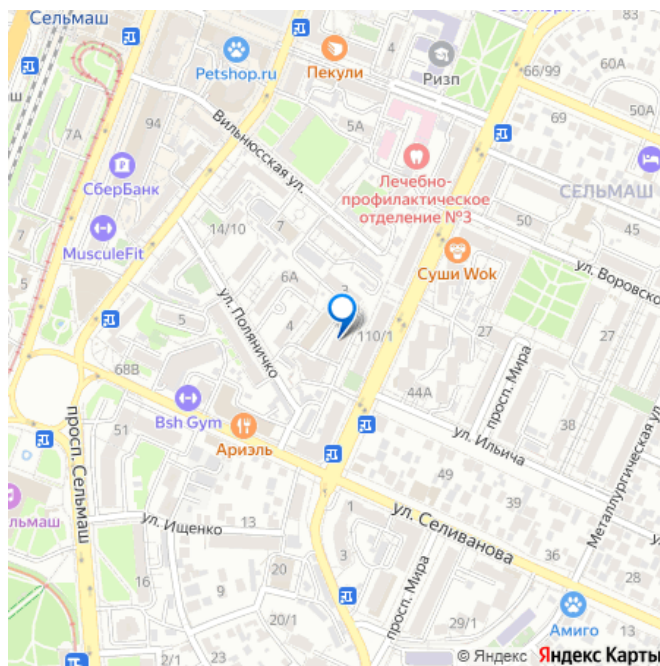 Сельмаш
83
4
Petshop.ru
Пекули
Ризп
66/99
60А
50А
маш
7А
94
Вильнюсская ул.
5А
69
СберБанк
Лечебно-
профилактическое
отделение №3
СЕЛЬМАШ
14/10
7
50
45
5
MusculeFit
6А
3
Суши Wok
ул. Воровско
ул. Поляничко
5
4
110/1
27
27
просп. Мира
68В
Bsh Gym
44А
38
просп. Сельмаш
51
Ариэль
ул. Ильича
Металлургическая ул.
ельмаш
49
ул. Ищенко
13
39
1
ул. Селиванова
3
36
16
20
просп. Мира
28
9
20/1
29/1
Амиго
23
2/1
© Яндекс Яндекс Карты